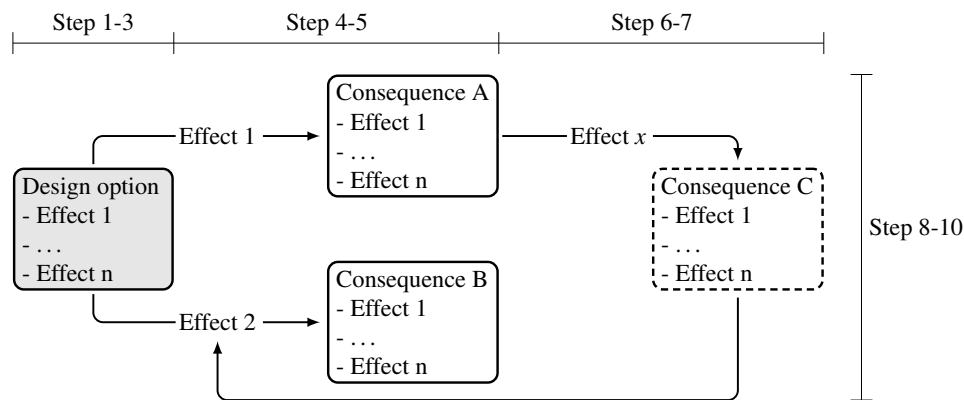 Step 1-3
Step 4-5
Step 6-7
Consequence A
- Effect 1
- …
- Effect n
Effect 1
Effect x
Design option
- Effect 1
- …
- Effect n
Consequence C
- Effect 1
- …
- Effect n
Step 8-10
Consequence B
- Effect 1
- …
- Effect n
Effect 2